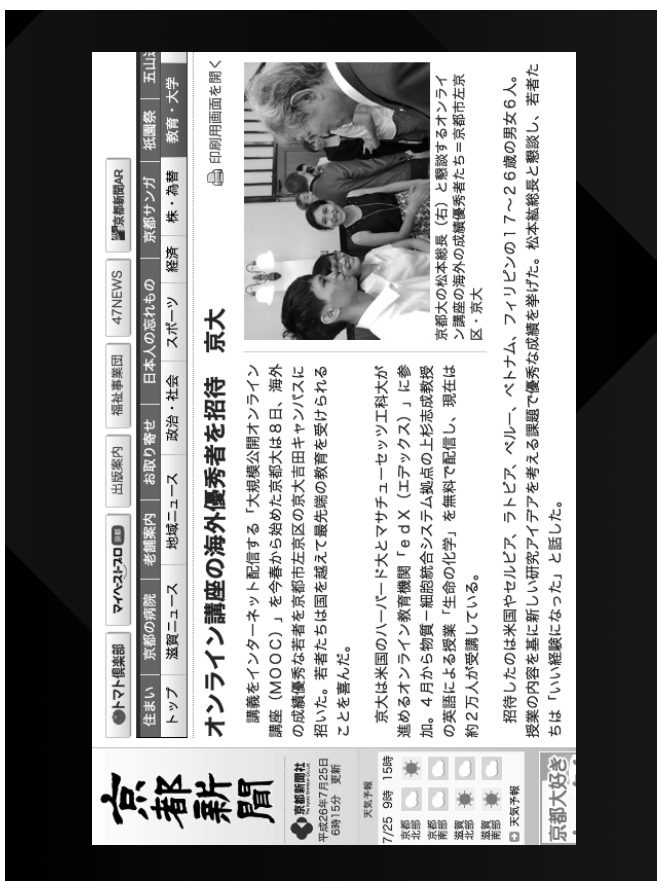 京都新聞
京都新聞社
平成26年7月25日
6時15分 更新
天気予報
7/25 9時 15時
京都北部
京都南部
滋賀北部
滋賀南部
天気予報
京都大好き
トマト倶楽部
マイベストプロ 京都
出版案内
福祉事業団
47NEWS
京都新聞AR
住まい
京都の病院
老舗案内
お取り寄せ
日本人の忘れもの
京都サンガ
祇園祭
トップ
滋賀ニュース
地域ニュース
政治・社会
スポーツ
経済
株・為替
教育・大学
オンライン講座の海外優秀者を招待 京大
印刷用画面を開く
講義をインターネット配信する「大規模公開オンライン
講座（MOOC）」を今春から始めた京都大は８日、海外
の成績優秀な若者を京都市左京区の京大吉田キャンパスに
招いた。若者たちは国を越えて最先端の教育を受けられる
ことを喜んだ。
京大は米国のハーバード大とマサチューセッツ工科大が
進めるオンライン教育機関「ｅｄＸ（エデックス）」に参
加。４月から物質－細胞統合システム拠点の上杉志成教授
の英語による授業「生命の化学」を無料で配信し、現在は
約２万人が受講している。
京都大の松本総長（右）と懇談するオンライ
ン講座の海外の成績優秀者たち＝京都市左京
区・京大
招待したのは米国やセルビア、ラトビア、ペルー、ベトナム、フィリピンの１７～２６歳の男女６人。
授業の内容を基に新しい研究アイデアを考える課題で優秀な成績を挙げた。松本紘総長と懇談し、若者た
ちは「いい経験になった」と話した。